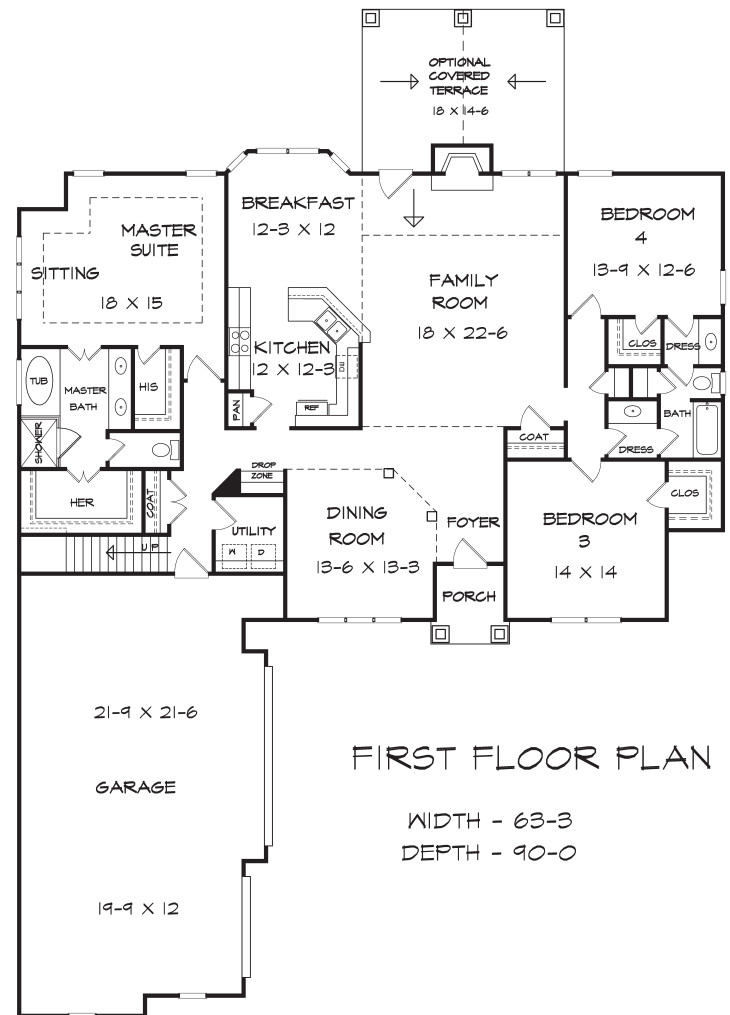 OPTIONAL
COVERED
TERRACE
18 X 14-6
BREAKFAST
12-3 X 12
MASTER
SUITE
SITTING
18 X 15
FAMILY
ROOM
18 X 22-6
BEDROOM
4
13-9 X 12-6
KITCHEN
12 X 12-3
DW
REF
PAN
CLOS
DRESS
TUB
MASTER
BATH
HIS
SHOWER
HER
COAT
DROP
ZONE
COAT
BATH
DRESS
CLOS
UP
UTILITY
W
D
DINING
ROOM
13-6 X 13-3
FOYER
BEDROOM
3
14 X 14
PORCH
21-9 X 21-6
GARAGE
19-9 X 12
FIRST FLOOR PLAN
WIDTH - 63-3
DEPTH - 90-0